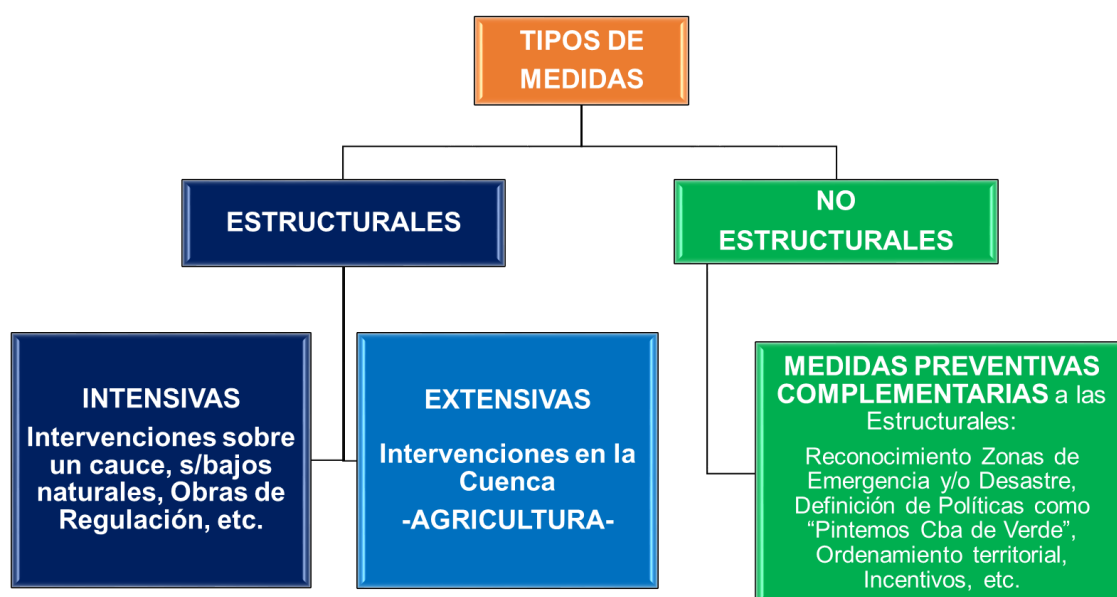 TIPOS DE
MEDIDAS
ESTRUCTURALES
NO
ESTRUCTURALES
INTENSIVAS
Intervenciones sobre
un cauce, s/bajos
naturales, Obras de
Regulación, etc.
EXTENSIVAS
Intervenciones en la
Cuenca
-AGRICULTURA-
MEDIDAS PREVENTIVAS
COMPLEMENTARIAS a las
Estructurales:
Reconocimiento Zonas de
Emergencia y/o Desastre,
Definición de Políticas como
“Pintemos Cba de Verde”,
Ordenamiento territorial,
Incentivos, etc.